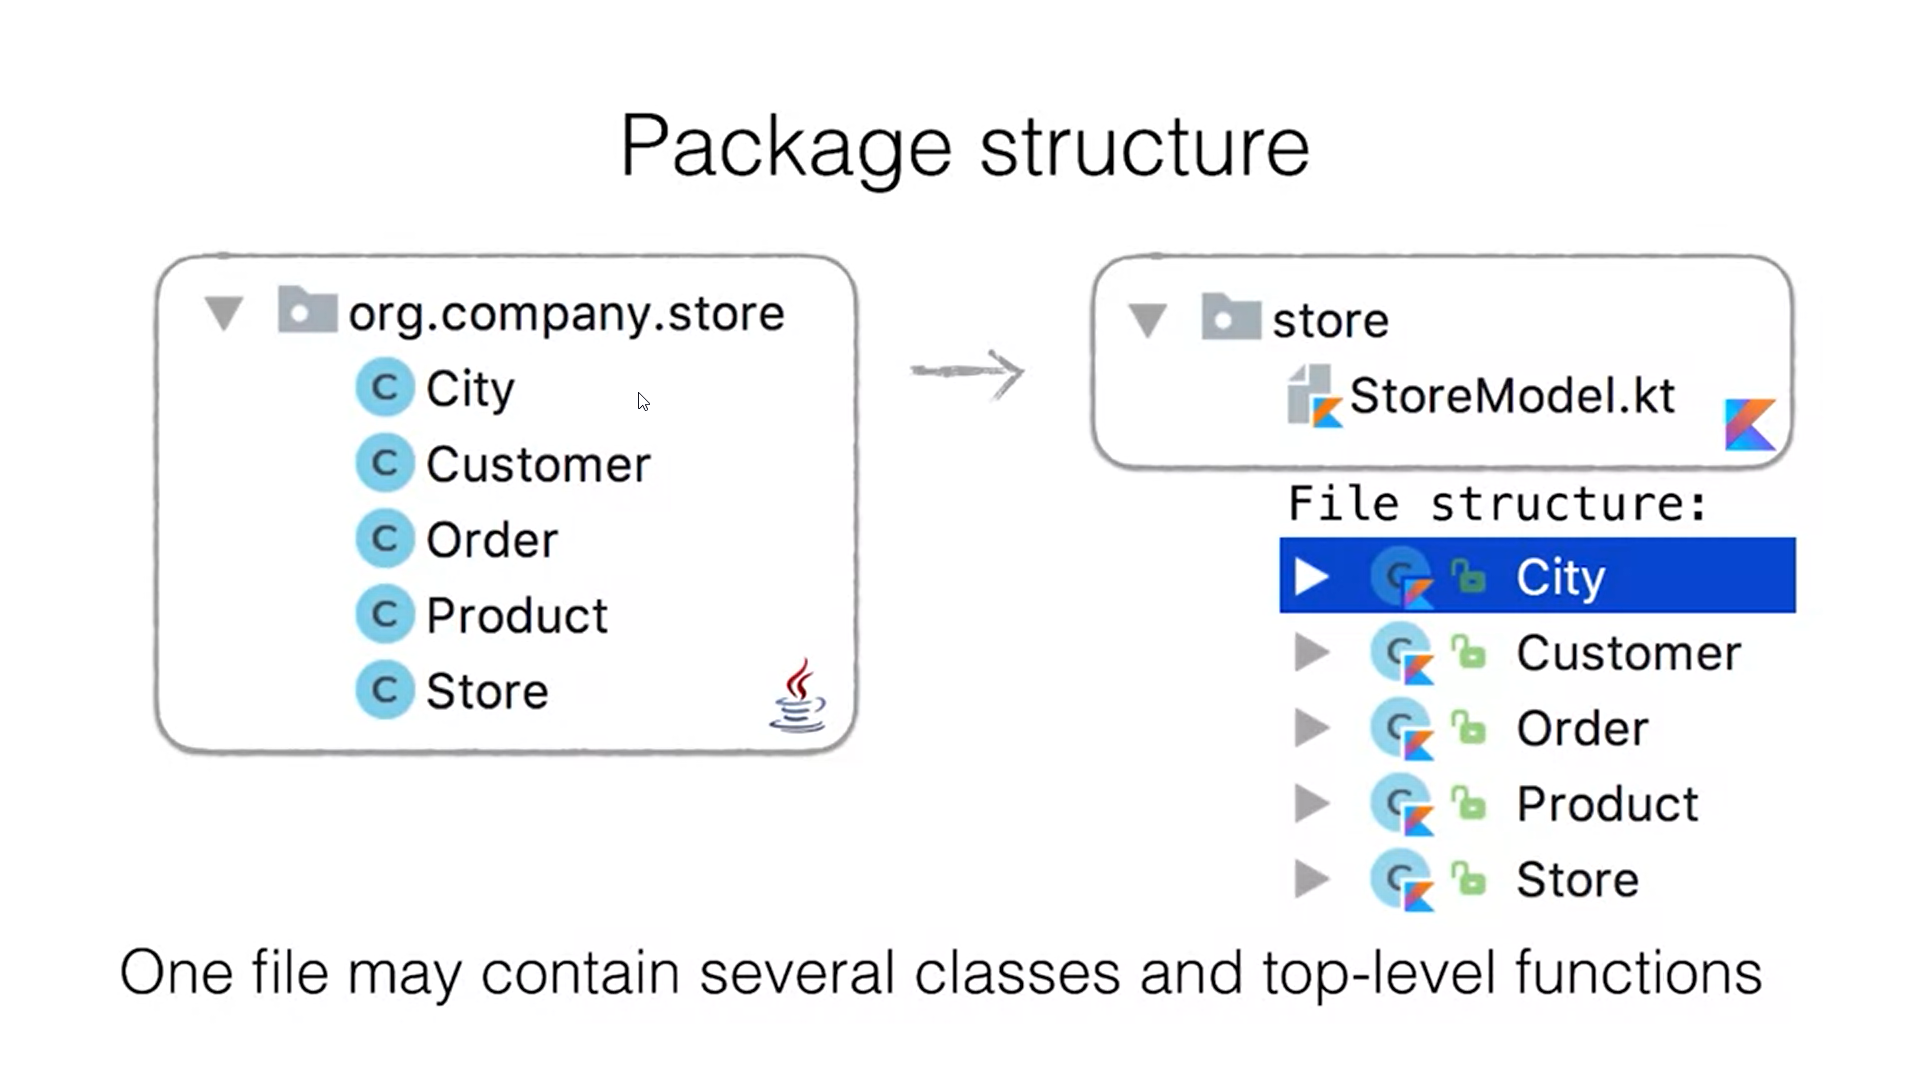 Package structure
org.company.store
C City
C Customer
C Order
C Product
C Store
store
StoreModel.kt
File structure:
C City
C Customer
C Order
C Product
C Store
One file may contain several classes and top-level functions